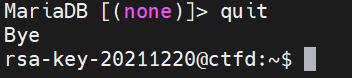 MariaDB [(none)]> quit
Bye
rsa-key-20211220@ctfd:~$